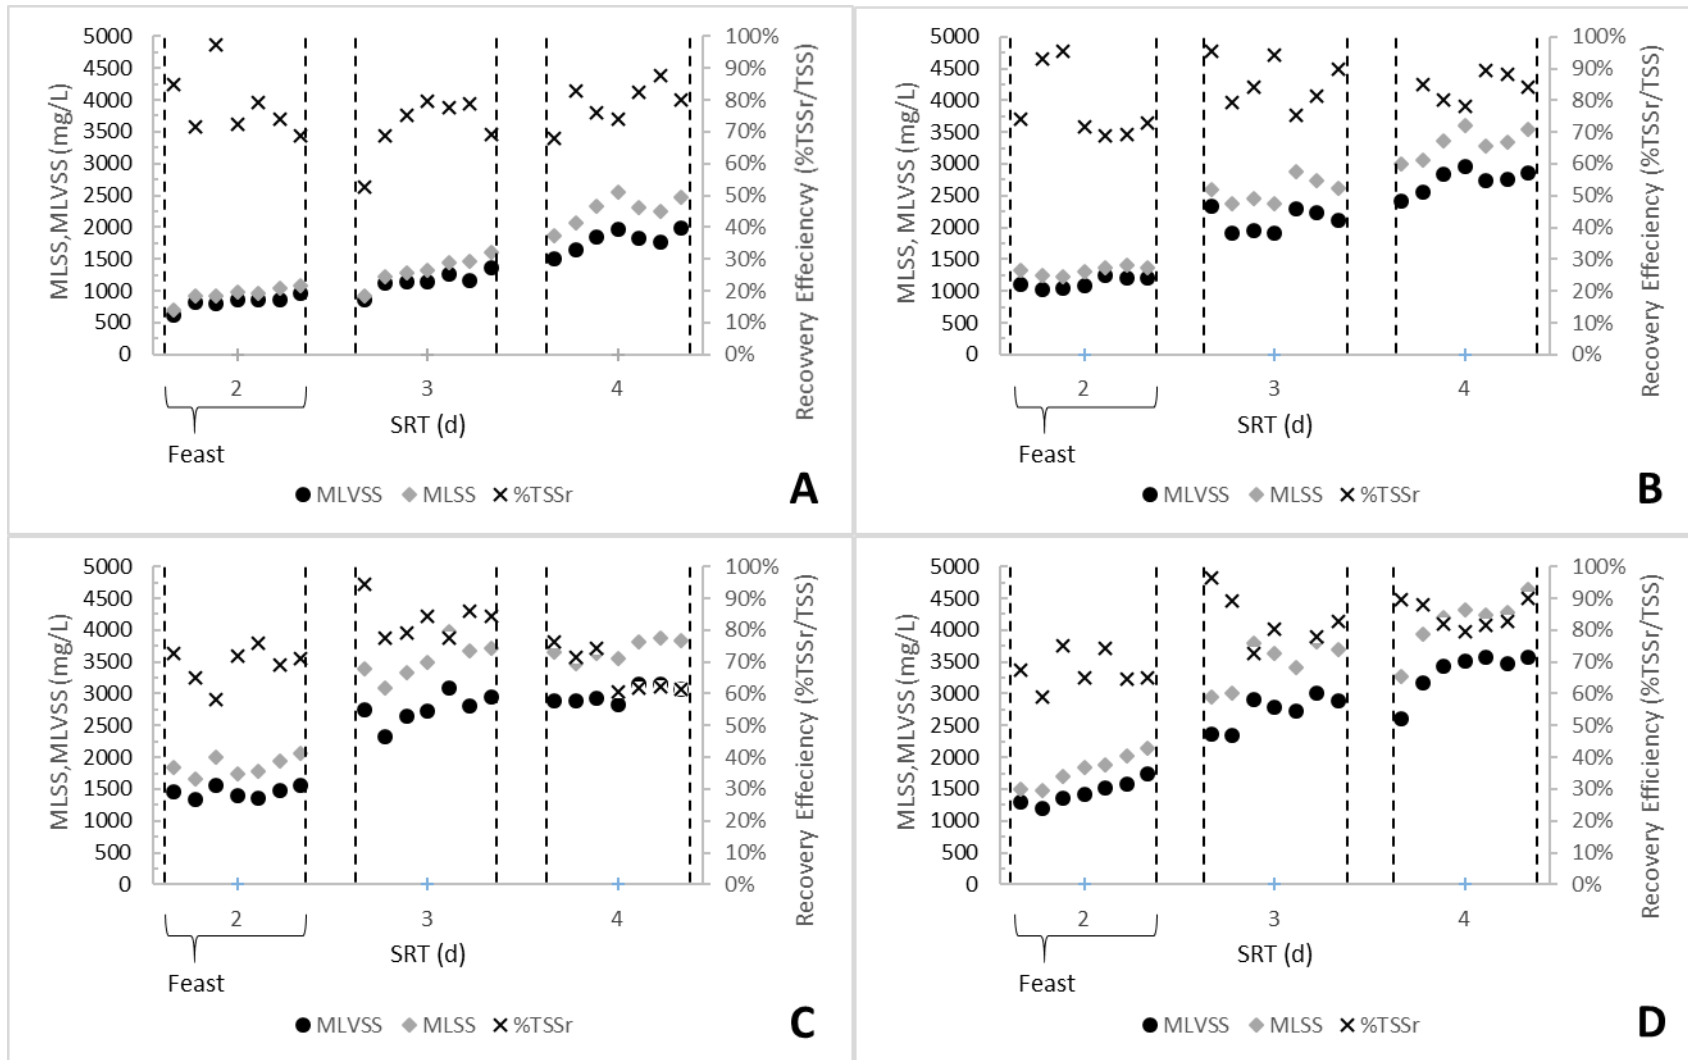 5000 100%
4500 90%
4000 80%
3500 70%
3000 60%
2500 50%
2000 40%
1500 30%
1000 20%
500 10%
0 0%
MLSS,MLVSS (mg/L)
Recovery Effeciencvy (%TSSr/TSS)
2 3 4
SRT (d)
Feast
MLVSS MLSS %TSSr
A
5000 100%
4500 90%
4000 80%
3500 70%
3000 60%
2500 50%
2000 40%
1500 30%
1000 20%
500 10%
0 0%
MLSS, MLVSS (mg/L)
Recovery Effeciency (%TSSr/TSS)
2 3 4
SRT (d)
Feast
MLVSS MLSS %TSSr
B
5000 100%
4500 90%
4000 80%
3500 70%
3000 60%
2500 50%
2000 40%
1500 30%
1000 20%
500 10%
0 0%
MLSS,MLVSS (mg/L)
Recovery Effeciency (%TSSr/TSS)
2 3 4
SRT (d)
Feast
MLVSS MLSS %TSSr
C
5000 100%
4500 90%
4000 80%
3500 70%
3000 60%
2500 50%
2000 40%
1500 30%
1000 20%
500 10%
0 0%
MLSS,MLVSS (mg/L)
Recovery Efficiency (%TSSr/TSS)
2 3 4
SRT (d)
Feast
MLVSS MLSS %TSSr
D